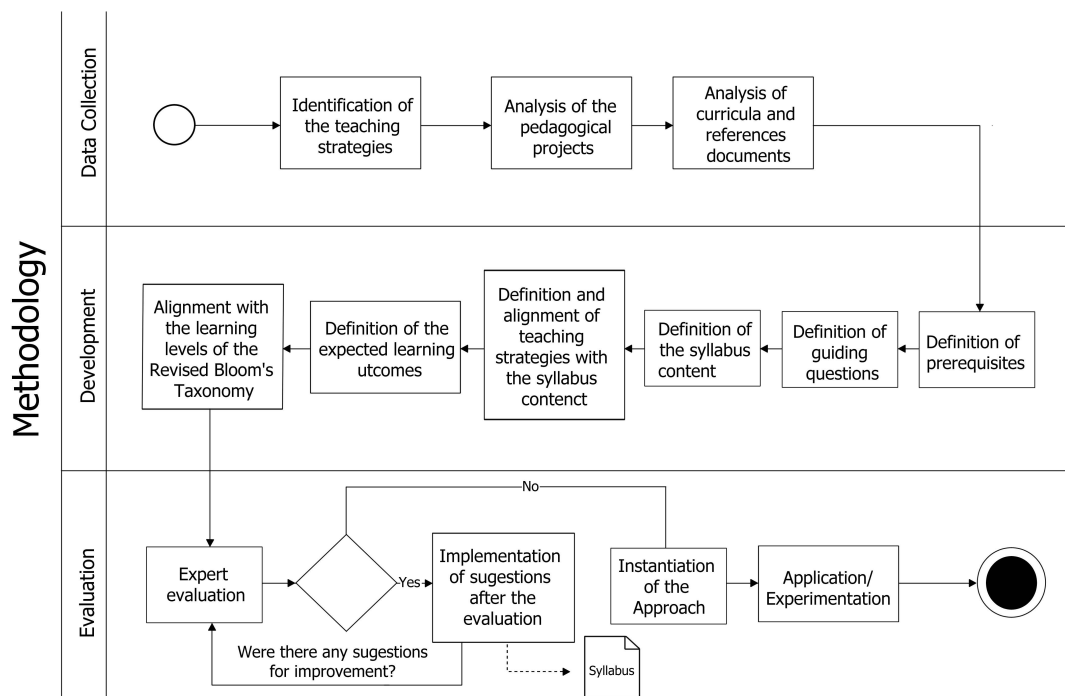 Methodology
Data Collection
Identification of
the teaching
strategies
Analysis of the
pedagogical
projects
Analysis of
curricula and
references
documents
Development
Definition of
prerequisites
Definition of
guiding
questions
Definition of
the syllabus
content
Definition and
alignment of
teaching
strategies with
the syllabus
contenct
Definition of the
expected learning
utcomes
Alignment with
the learning
levels of the
Revised Bloom's
Taxonomy
Evaluation
Expert
evaluation
Were there any sugestions
for improvement?
No
Yes
Implementation
of sugestions
after the
evaluation
Syllabus
Instantiation
of the
Approach
Application/
Experimentation